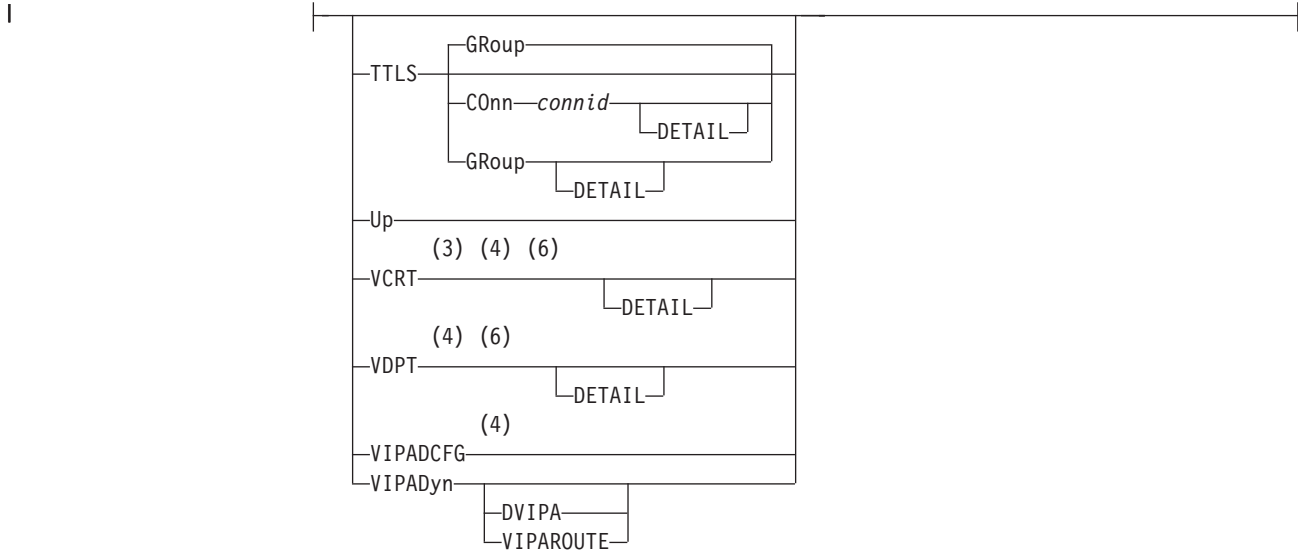 GRoup
TTLS
COnn connid
DETAIL
GRoup
DETAIL
Up
(3) (4) (6)
VCRT
DETAIL
(4) (6)
VDPT
DETAIL
(4)
VIPADCFG
VIPADyn
DVIPA
VIPAROUTE